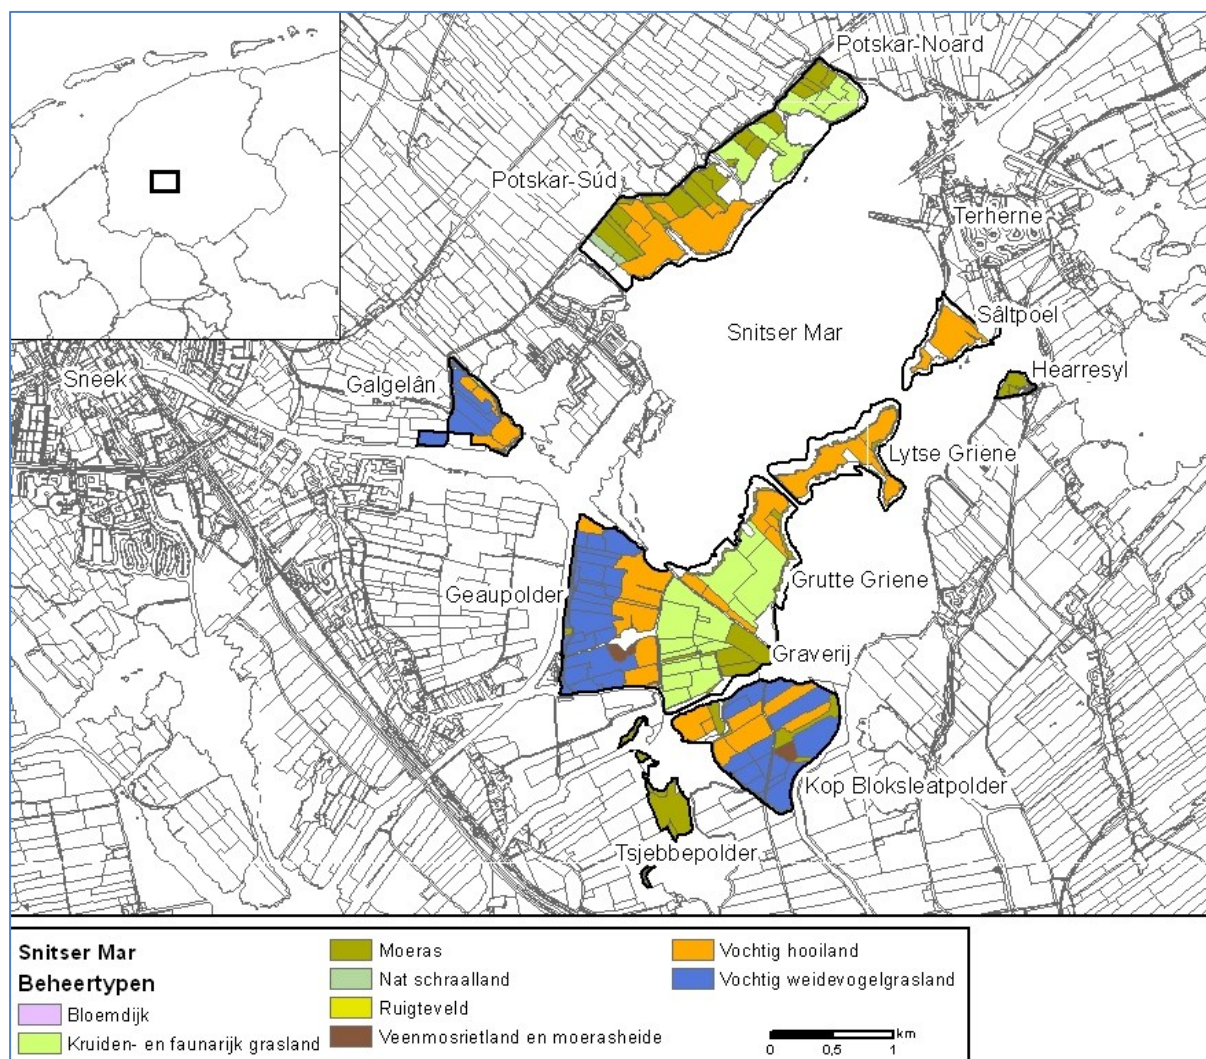 Potskar-Noard
Potskar-Súd
Terherne
Sâltpoel
Snitser Mar
Hearresyl
Sneek
Galgelân
Lytse Griene
Geaupolder
Grutte Griene
Graverij
Kop Bloksleatpolder
Tsjebbepolder
Snitser Mar
Beheertypen
Bloemdijk
Kruiden- en faunarijk grasland
Moeras
Nat schraalland
Ruigteveld
Veenmosrietland en moerasheide
Vochtig hooiland
Vochtig weidevogelgrasland
km
0 0,5 1